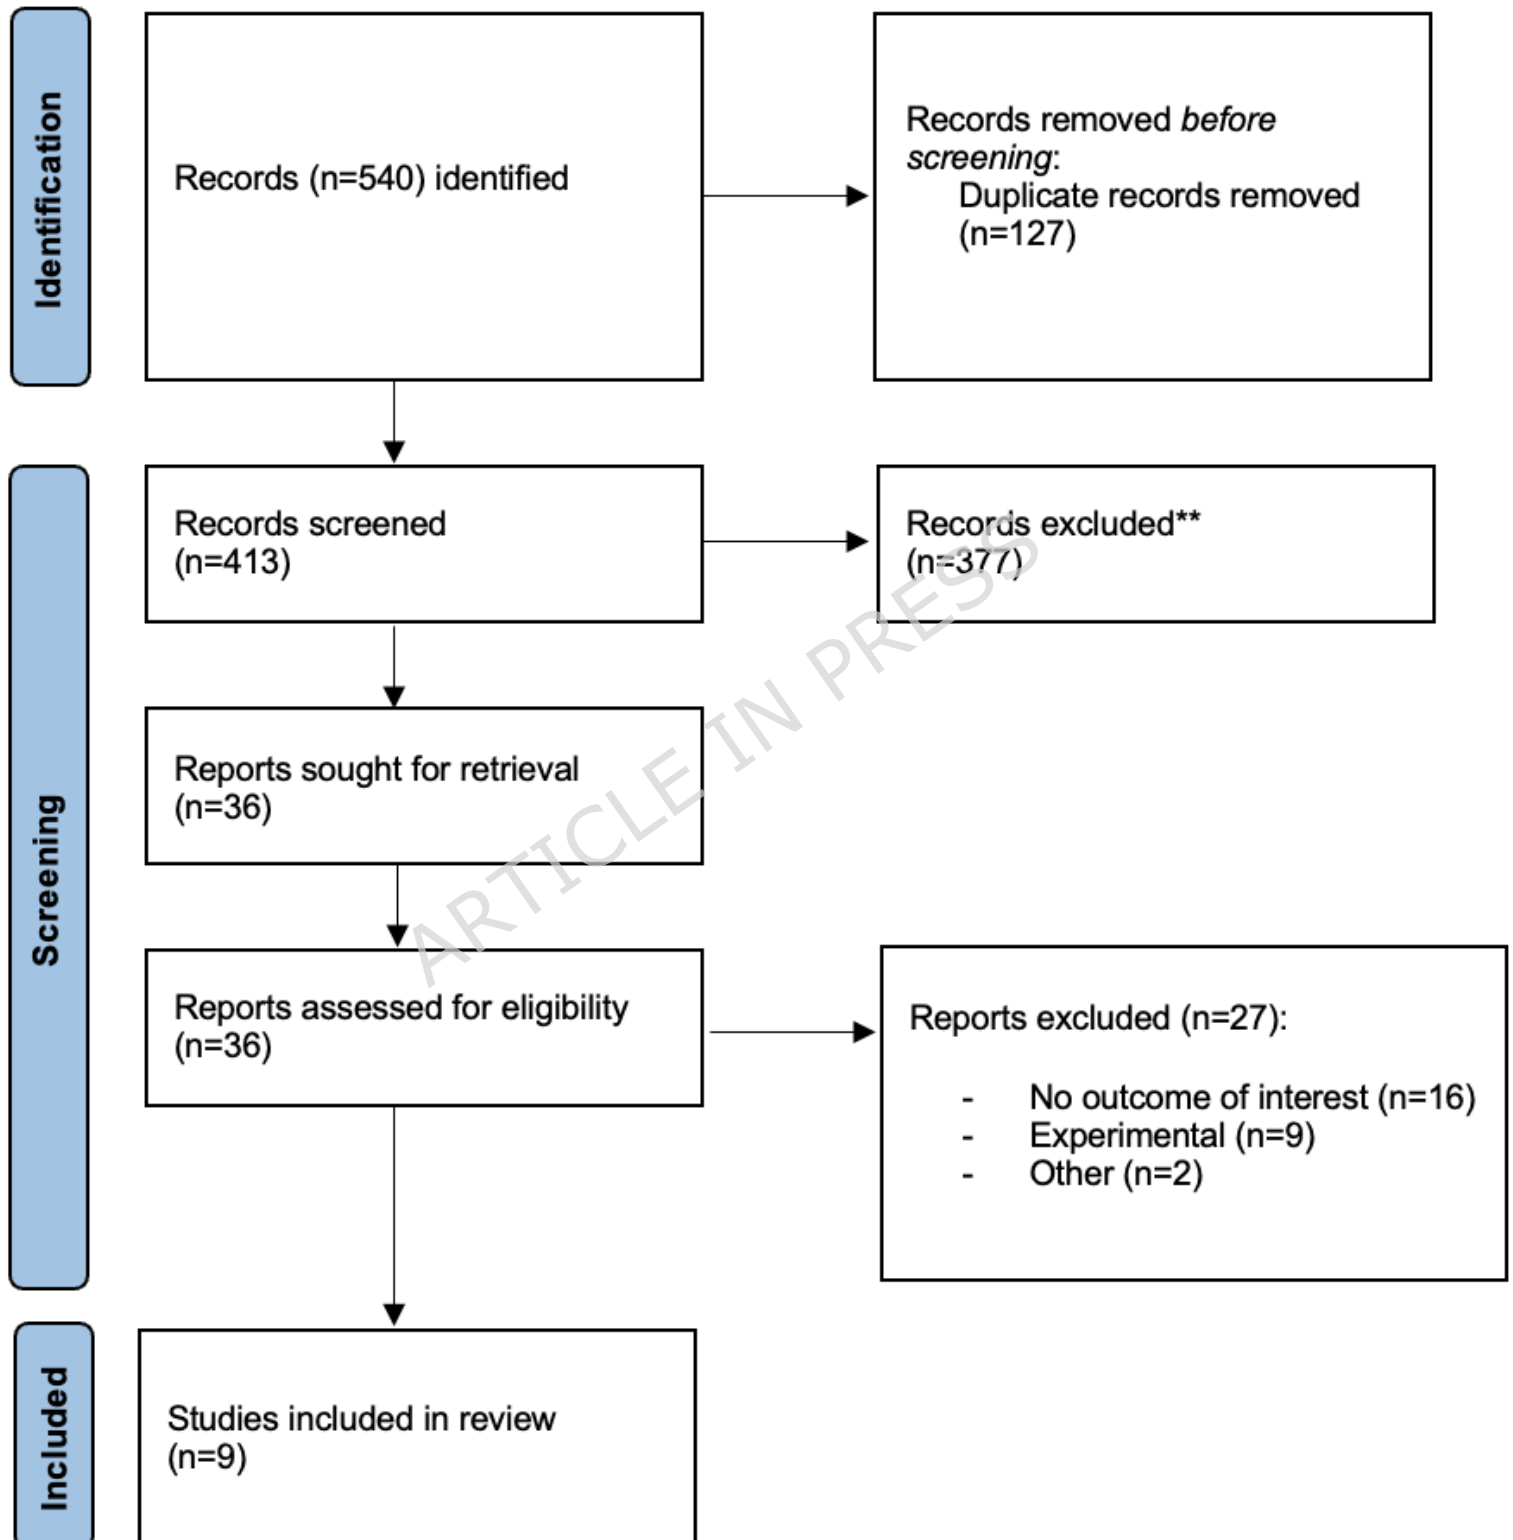 Identification
Records (n=540) identified
Records removed before
screening:
Duplicate records removed
(n=127)
Screening
Records screened
(n=413)
Records excluded**
(n=377)
Reports sought for retrieval
(n=36)
Reports assessed for eligibility
(n=36)
Reports excluded (n=27):
- No outcome of interest (n=16)
- Experimental (n=9)
- Other (n=2)
Included
Studies included in review
(n=9)
ARTICLE IN PRESS